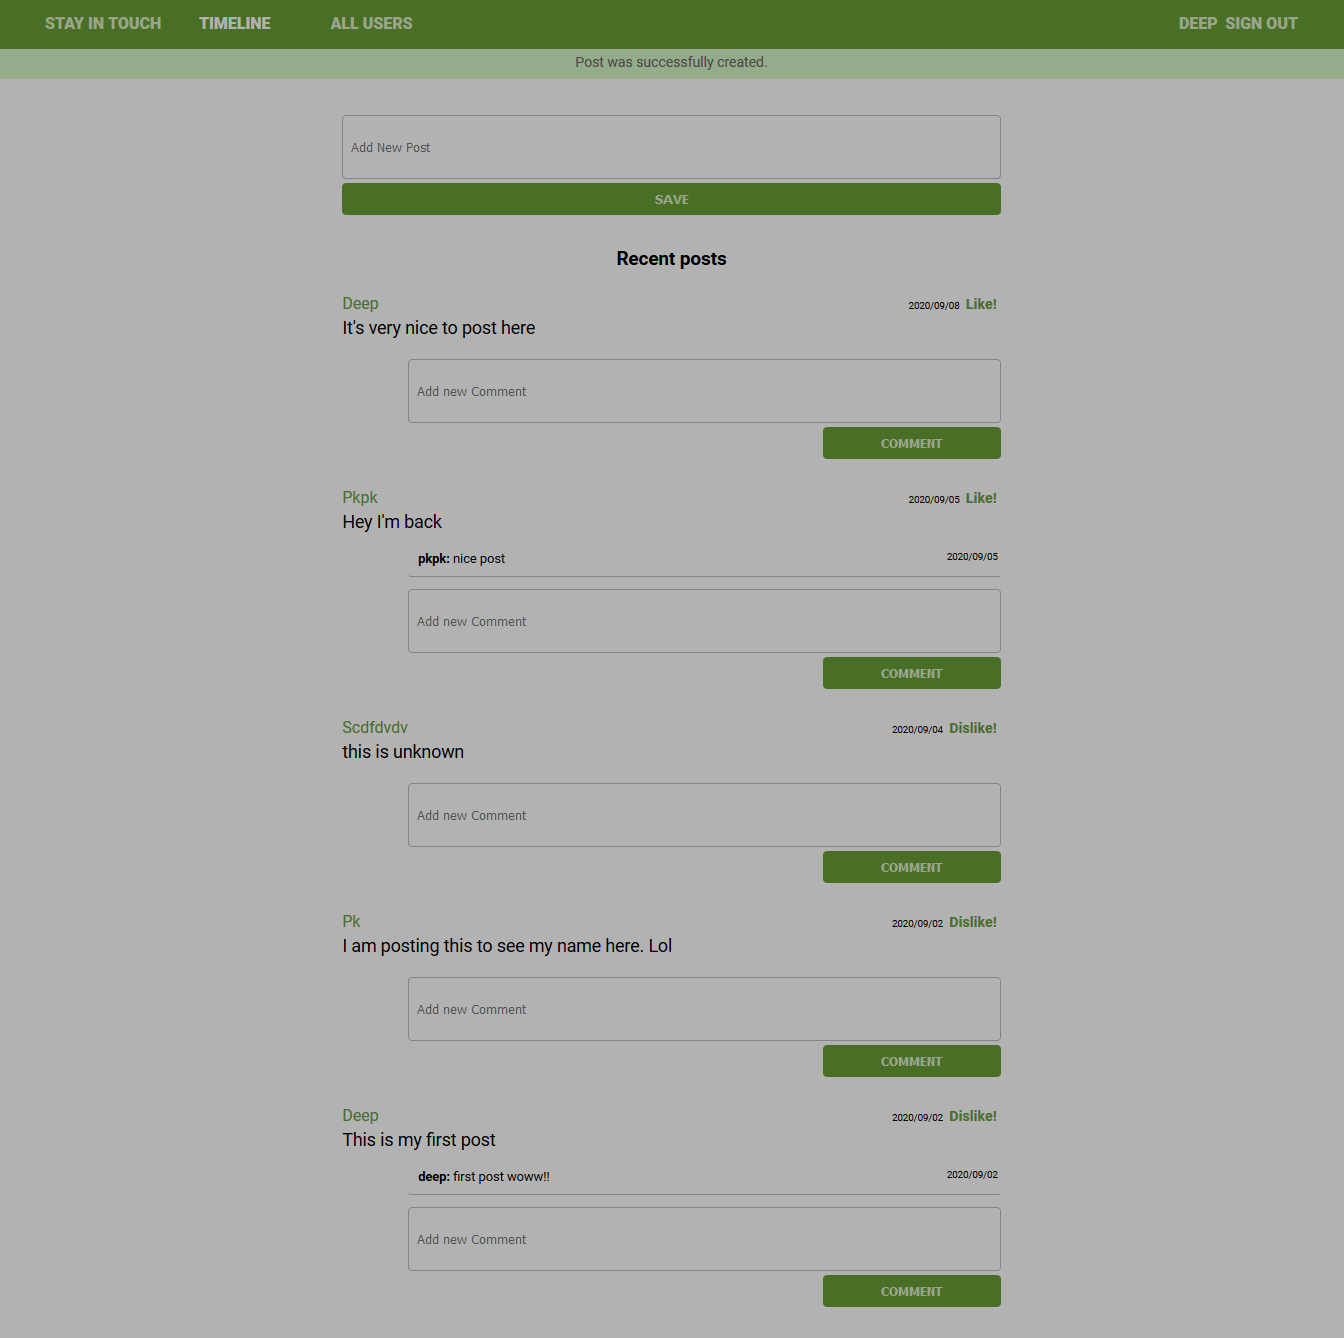 STAY IN TOUCH TIMELINE ALL USERS DEEP SIGN OUT
Post was successfully created.
Add New Post
SAVE
Recent posts
Deep 2020/09/08 Like!
It's very nice to post here
Add new Comment
COMMENT
Pkpk 2020/09/05 Like!
Hey I'm back
pkpk: nice post 2020/09/05
Add new Comment
COMMENT
Scdfdvdv 2020/09/04 Dislike!
this is unknown
Add new Comment
COMMENT
Pk 2020/09/02 Dislike!
I am posting this to see my name here. Lol
Add new Comment
COMMENT
Deep 2020/09/02 Dislike!
This is my first post
deep: first post woww!! 2020/09/02
Add new Comment
COMMENT